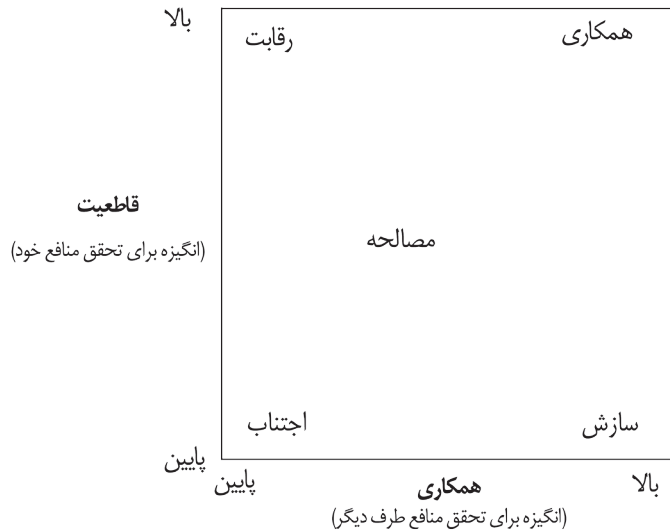 بالا
همکاری
رقابت
قاطعیت
(انگیزه برای تحقق منافع خود)
مصالحه
سازش
اجتناب
پایین
بالا
همکاری
پایین
(انگیزه برای تحقق منافع طرف دیگر)